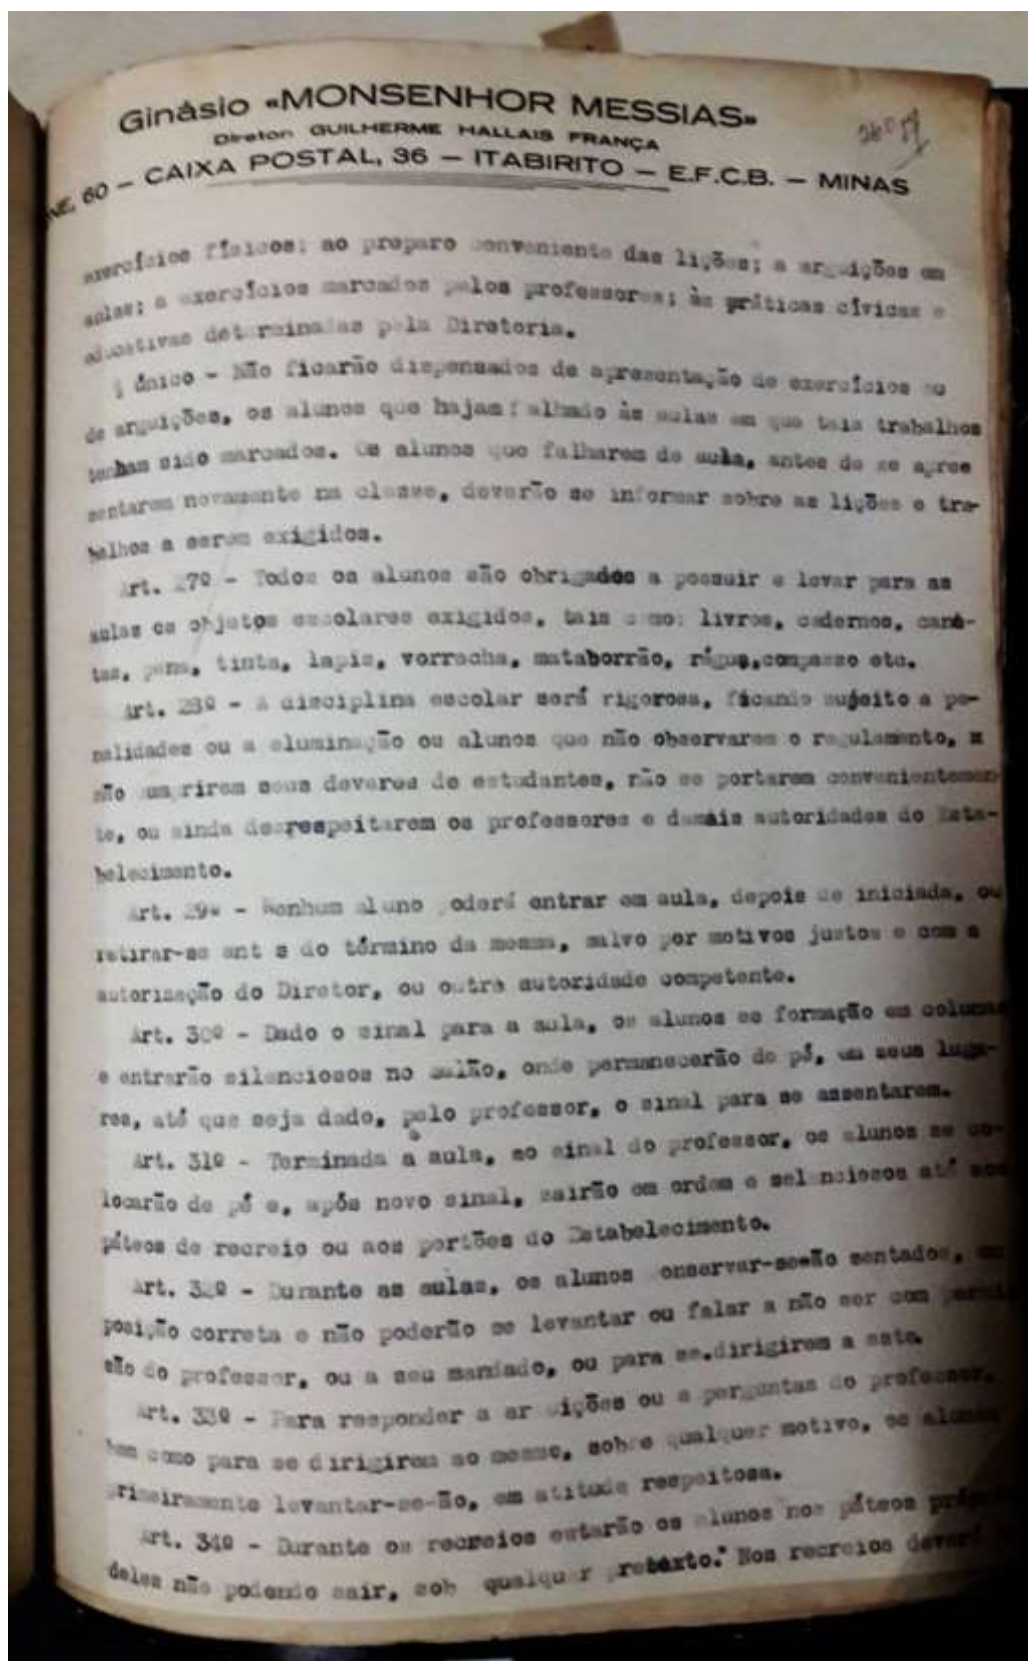 Ginásio «MONSENHOR MESSIAS»
Diretor GUILHERME HALLAIS FRANÇA
NE, 60 — CAIXA POSTAL, 36 — ITABIRITO — E.F.C.B. — MINAS
exercícios físicos; ao preparo conveniente das lições; a arguições em
aulas; a exercícios marcados pelos professores; às práticas cívicas e
educativas determinadas pela Diretoria.
§ único - Não ficarão dispensados de apresentação de exercícios ou
de arguições, os alunos que hajam falhado às aulas em que tais trabalhos
tenham sido marcados. Os alunos que falharem de aula, antes de se apre
sentarem novamente na classe, deverão se informar sobre as lições e tra-
balhos a serem exigidos.
Art. 27º - Todos os alunos são obrigados a possuir e levar para as
aulas os objetos escolares exigidos, tais como: livros, cadernos, cané-
tas, pena, tinta, lapis, vorracha, mataborrão, régua,compasso etc.
Art. 28º - A disciplina escolar será rigorosa, ficando sujeito a pe-
nalidades ou a eluminação ou alunos que não observarem o regulamento, x
não cumprirem seus deveres de estudantes, não se portarem convenientemen
te, ou ainda desrespeitarem os professores e demais autoridades do Esta-
belecimento.
Art. 29º - Nenhum aluno poderá entrar em aula, depois de iniciada, ou
retirar-se ant s do término da mesma, salvo por motivos justos e com a
autorização do Diretor, ou outra autoridade competente.
Art. 30º - Dado o sinal para a aula, os alunos se formação em colunas
e entrarão silenciosos no salão, onde permanecerão de pé, em seus luga-
res, até que seja dado, pelo professor, o sinal para se assentarem.
Art. 31º - Terminada a aula, ao sinal do professor, os alunos se co-
locarão de pé e, após novo sinal, sairão em ordem e selenciosos até aos
páteos de recreio ou aos portões do Estabelecimento.
Art. 32º - Durante as aulas, os alunos onservar-se-ão sentados, em
posição correta e não poderão se levantar ou falar a não ser com permis
são do professor, ou a seu mandado, ou para se.dirigirem a este.
Art. 33º - Para responder a ar uições ou a perguntas do professor,
bem como para se dirigirem ao mesmo, sobre qualquer motivo, os alunos
primeiramente levantar-se-ão, em atitude respeitosa.
Art. 34º - Durante os recreios estarão os alunos nos páteos
deles não podendo sair, sob qualquer pretexto. Nos recreios